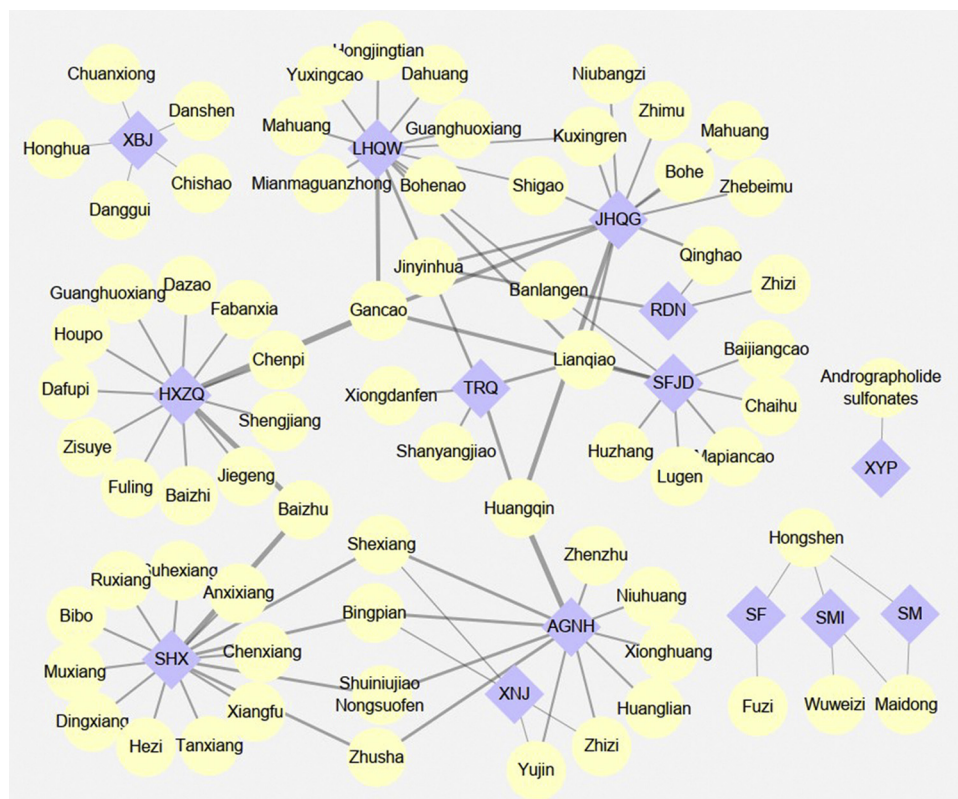 Hongjingtian
Chuanxiong
Yuxingcao
Dahuang
Niubangzi
Danshen
Zhimu
Mahuang
Guanghuoxiang
Kuxingren
Mahuang
XBJ
Honghua
LHQW
Bohe
Chishao
Mianmaguanzhong
Bohenao
Shigao
Zhebeimu
Danggui
JHQG
Qinghao
Jinyinhua
Guanghuoxiang
Dazao
Banlangen
Zhizi
Fabanxia
Gancao
RDN
Houpo
Chenpi
Lianqiao
Baijiangcao
Andrographolide
sulfonates
Dafupi
HXZQ
Xiongdanfen
TRQ
SFJD
Chaihu
Shengjiang
Zisuye
Shanyangjiao
Huzhang
Mapiancao
XYP
Jiegeng
Lugen
Fuling
Baizhi
Baizhu
Huangqin
Hongshen
Shexiang
Zhenzhu
Ruxiang
Suhexiang
Anxixiang
Niuhuang
Bibo
Bingpian
SF
SMI
SM
AGNH
Chenxiang
Xionghuang
SHX
Muxiang
Shuiniujiao
Nongsuofen
XNJ
Huanglian
Fuzi
Wuweizi
Maidong
Xiangfu
Dingxiang
Hezi
Tanxiang
Zhusha
Zhizi
Yujin